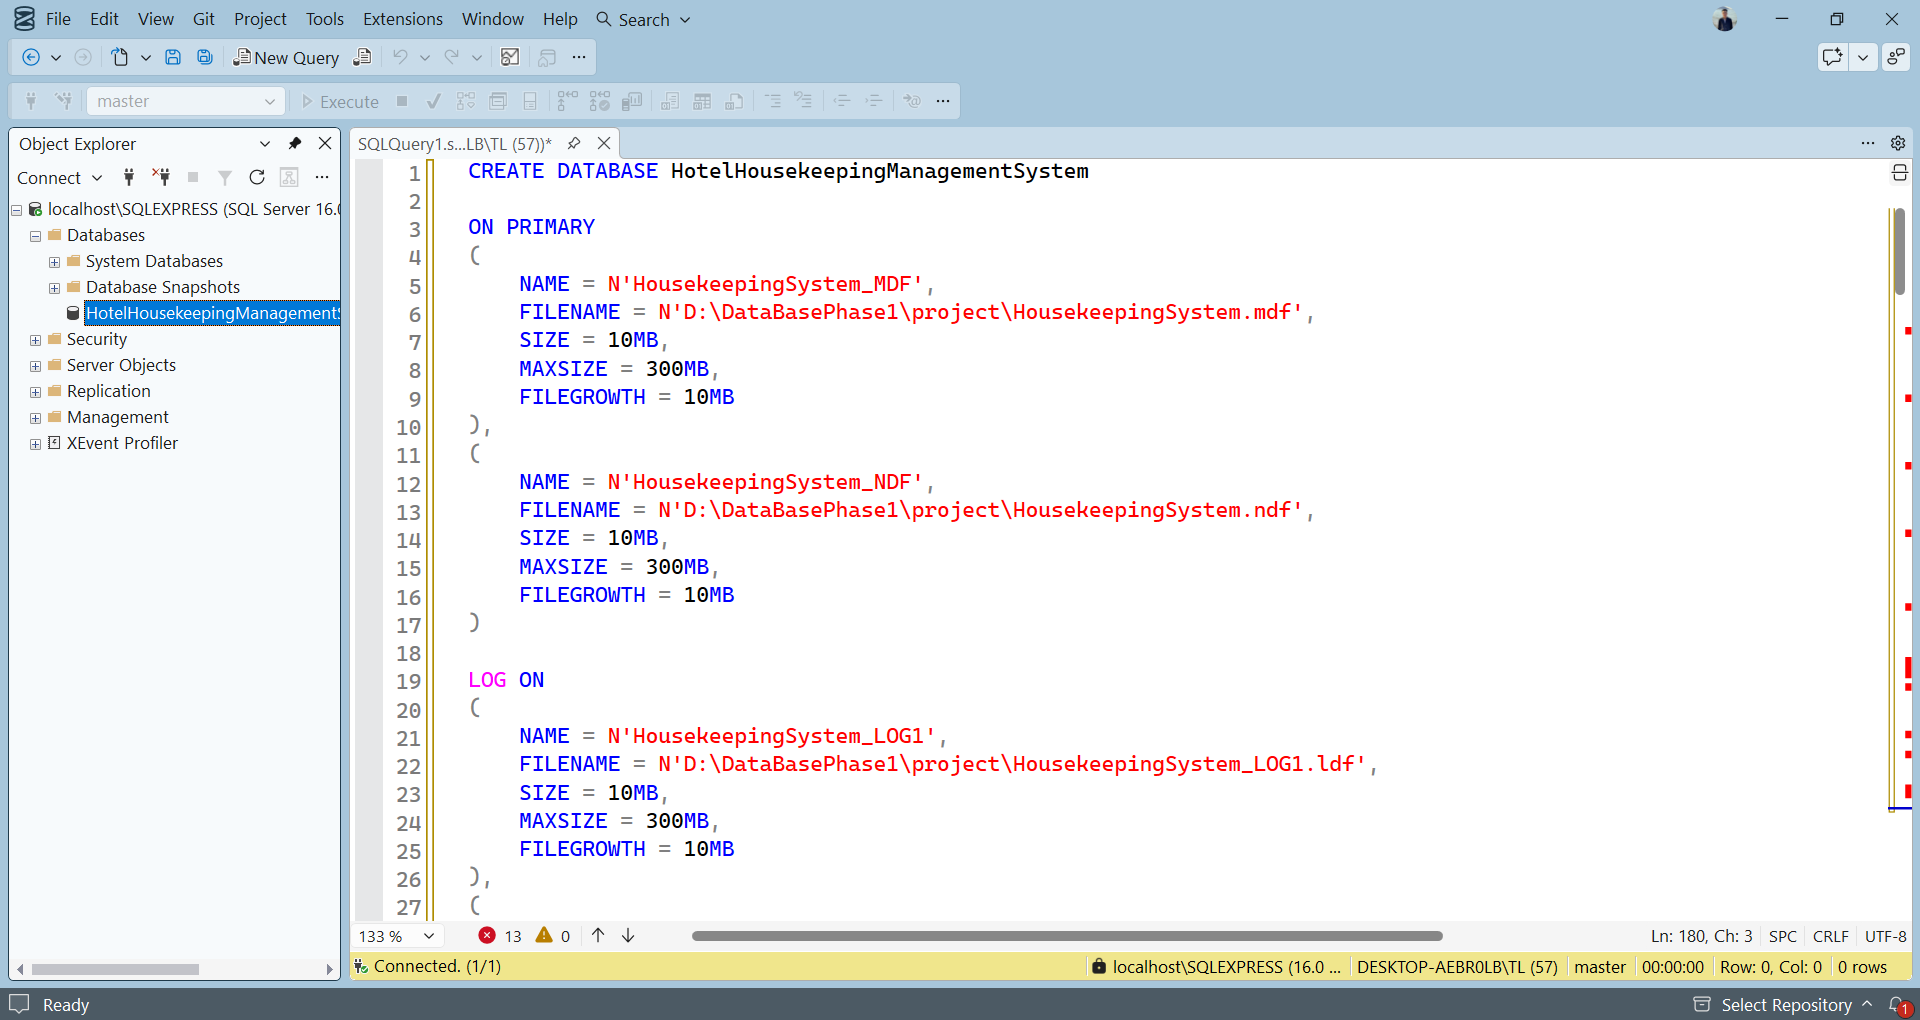 File Edit View Git Project Tools Extensions Window Help Search
New Query
master Execute
Object Explorer
Connect
localhost\SQLEXPRESS (SQL Server 16.0
Databases
System Databases
Database Snapshots
HotelHousekeepingManagementS
Security
Server Objects
Replication
Management
XEvent Profiler
SQLQuery1.s...LB\TL (57))*
1 CREATE DATABASE HotelHousekeepingManagementSystem
2
3 ON PRIMARY
4 (
5 NAME = N'HousekeepingSystem_MDF',
6 FILENAME = N'D:\DataBasePhase1\project\HousekeepingSystem.mdf',
7 SIZE = 10MB,
8 MAXSIZE = 300MB,
9 FILEGROWTH = 10MB
10 ),
11 (
12 NAME = N'HousekeepingSystem_NDF',
13 FILENAME = N'D:\DataBasePhase1\project\HousekeepingSystem.ndf',
14 SIZE = 10MB,
15 MAXSIZE = 300MB,
16 FILEGROWTH = 10MB
17 )
18
19 LOG ON
20 (
21 NAME = N'HousekeepingSystem_LOG1',
22 FILENAME = N'D:\DataBasePhase1\project\HousekeepingSystem_LOG1.ldf',
23 SIZE = 10MB,
24 MAXSIZE = 300MB,
25 FILEGROWTH = 10MB
26 ),
27 (
133 % 13 0 Ln: 180, Ch: 3 SPC CRLF UTF-8
Connected. (1/1) localhost\SQLEXPRESS (16.0 ... DESKTOP-AEBR0LB\TL (57) master 00:00:00 Row: 0, Col: 0 0 rows
Ready Select Repository 1